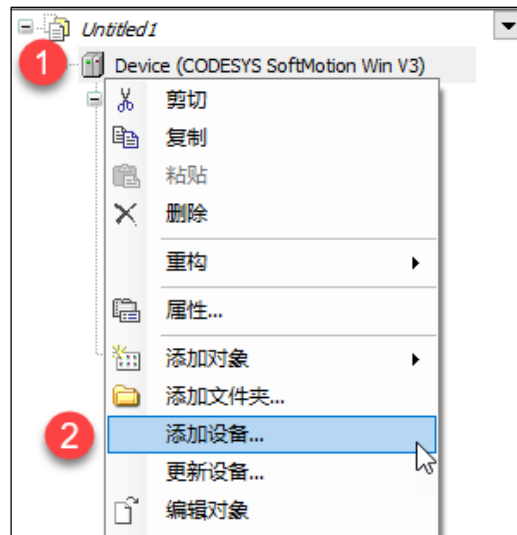 Untitled1
1
Device (CODESYS SoftMotion Win V3)
剪切
复制
粘贴
删除
重构
属性...
添加对象
添加文件夹...
2
添加设备...
更新设备...
编辑对象